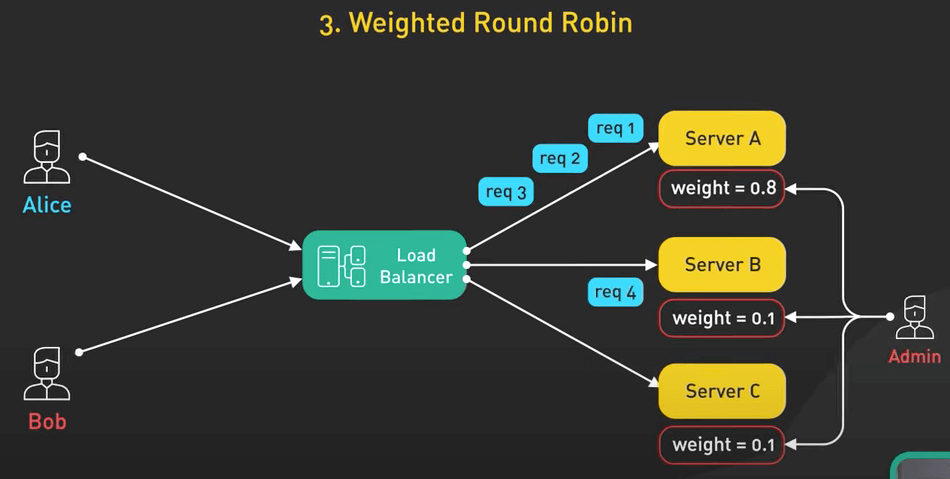 3. Weighted Round Robin
Alice
Bob
Load
Balancer
req 1
req 2
req 3
req 4
Server A
weight = 0.8
Server B
weight = 0.1
Server C
weight = 0.1
Admin